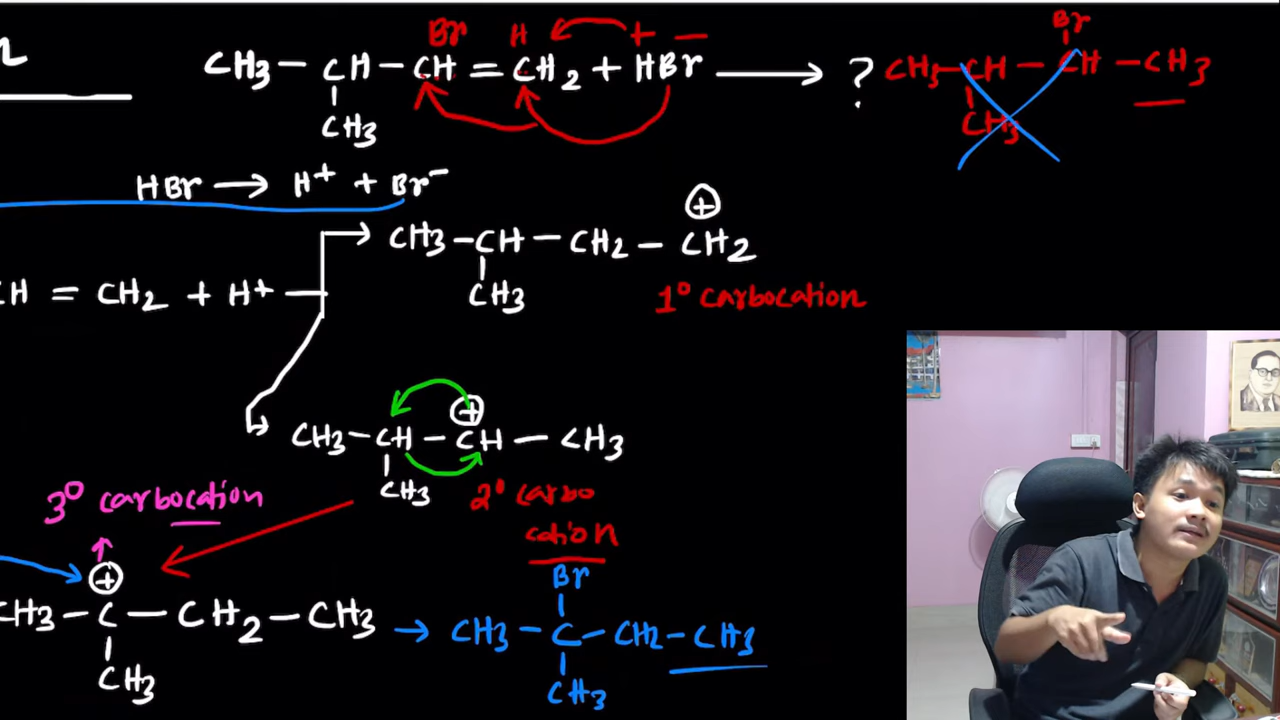 Br H + −
CH3 − CH − CH = CH2 + HBr ⟶ ?
CH3
Br
CH3 − CH − CH − CH3
CH3
HBr ⟶ H+ + Br−
⊕
CH3 − CH − CH2 − CH2
CH3
1° carbocation
CH = CH2 + H+
⊕
CH3 − CH − CH − CH3
CH3
2° carbo
cation
3° carbocation
⊕
CH3 − C − CH2 − CH3
CH3
→
Br
CH3 − C − CH2 − CH3
CH3